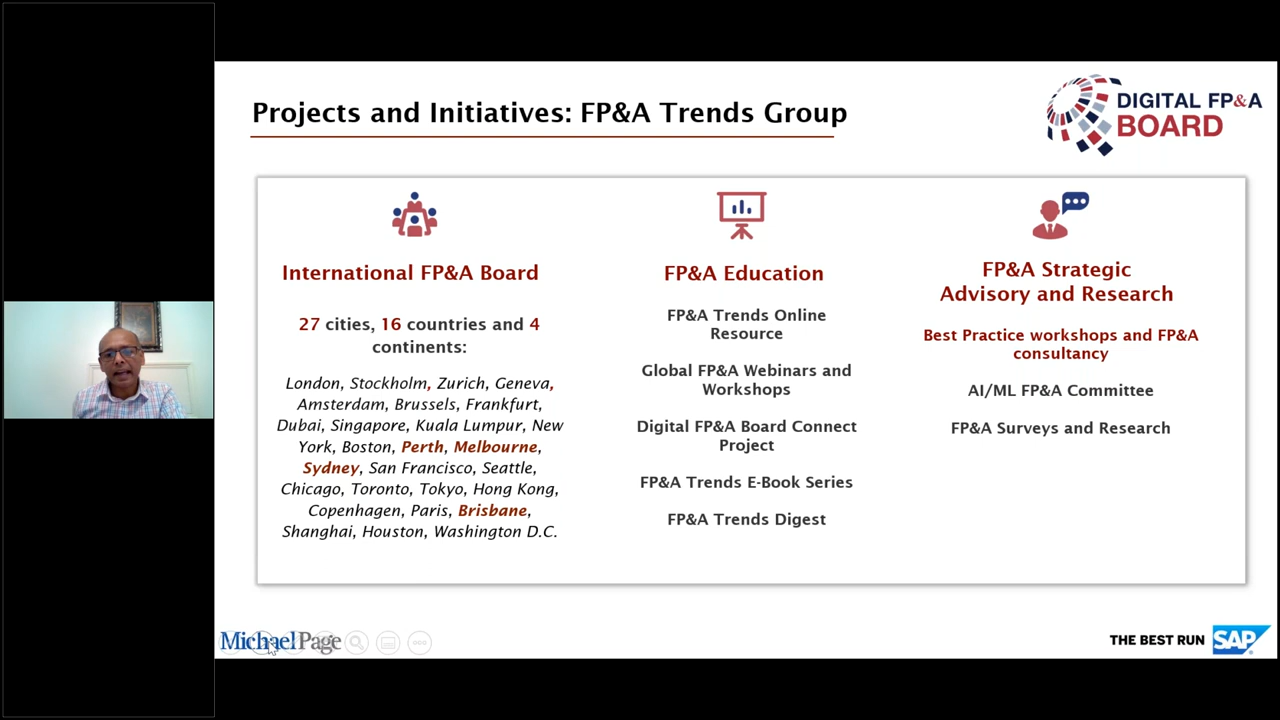 Projects and Initiatives: FP&A Trends Group
DIGITAL FP&A
BOARD
International FP&A Board
27 cities, 16 countries and 4
continents:
London, Stockholm, Zurich, Geneva,
Amsterdam, Brussels, Frankfurt,
Dubai, Singapore, Kuala Lumpur, New
York, Boston, Perth, Melbourne,
Sydney, San Francisco, Seattle,
Chicago, Toronto, Tokyo, Hong Kong,
Copenhagen, Paris, Brisbane,
Shanghai, Houston, Washington D.C.
FP&A Education
FP&A Trends Online
Resource
Global FP&A Webinars and
Workshops
Digital FP&A Board Connect
Project
FP&A Trends E-Book Series
FP&A Trends Digest
FP&A Strategic
Advisory and Research
Best Practice workshops and FP&A
consultancy
AI/ML FP&A Committee
FP&A Surveys and Research
MichaelPage
THE BEST RUN SAP